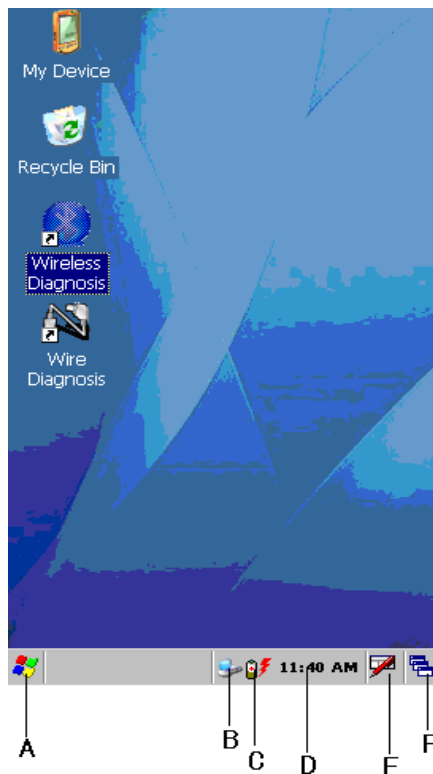 My Device
Recycle Bin
Wireless
Diagnosis
Wire
Diagnosis
11:40 AM
A
B
C
D
E
F